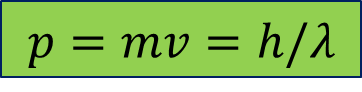 p = mv = h/λ